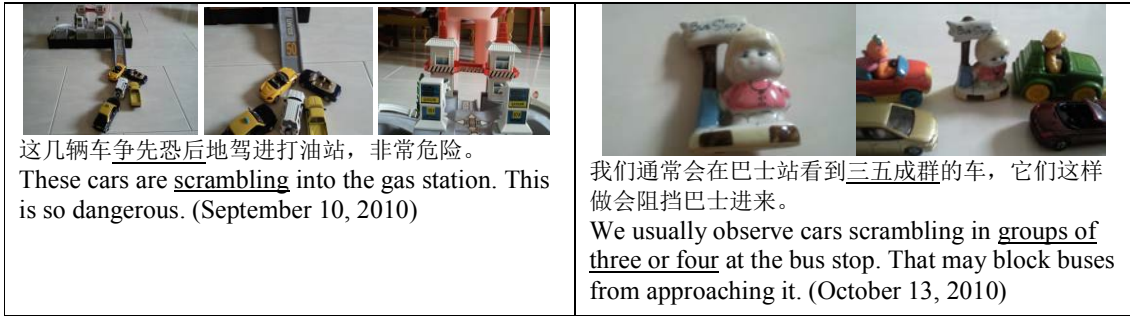 这几辆车争先恐后地驾进打油站，非常危险。
These cars are scrambling into the gas station. This
is so dangerous. (September 10, 2010)
Bus Stop
我们通常会在巴士站看到三五成群的车，它们这样
做会阻挡巴士进来。
We usually observe cars scrambling in groups of
three or four at the bus stop. That may block buses
from approaching it. (October 13, 2010)